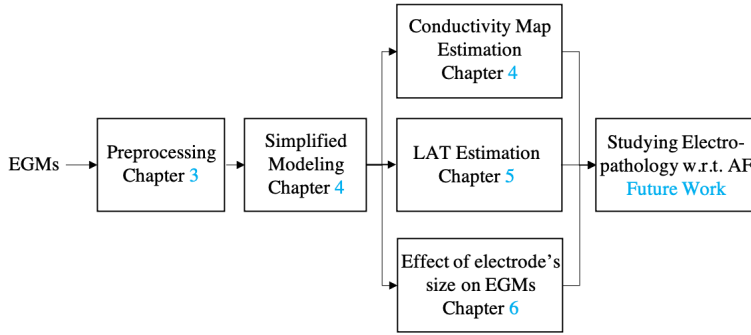 EGMs
Preprocessing
Chapter 3
Simplified
Modeling
Chapter 4
Conductivity Map
Estimation
Chapter 4
LAT Estimation
Chapter 5
Effect of electrode's
size on EGMs
Chapter 6
Studying Electro-
pathology w.r.t. AF
Future Work